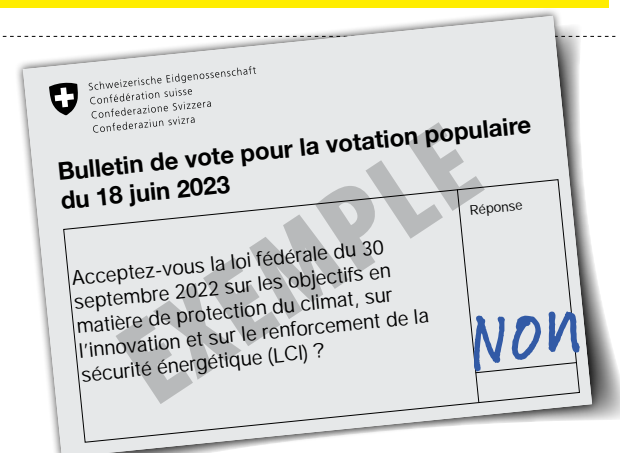 Schweizerische Eidgenossenschaft
Confédération suisse
Confederazione Svizzera
Confederaziun svizra
Bulletin de vote pour la votation populaire
du 18 juin 2023
Réponse
Acceptez-vous la loi fédérale du 30
septembre 2022 sur les objectifs en
matière de protection du climat, sur
l'innovation et sur le renforcement de la
sécurité énergétique (LCI) ?
NON
EXEMPLE